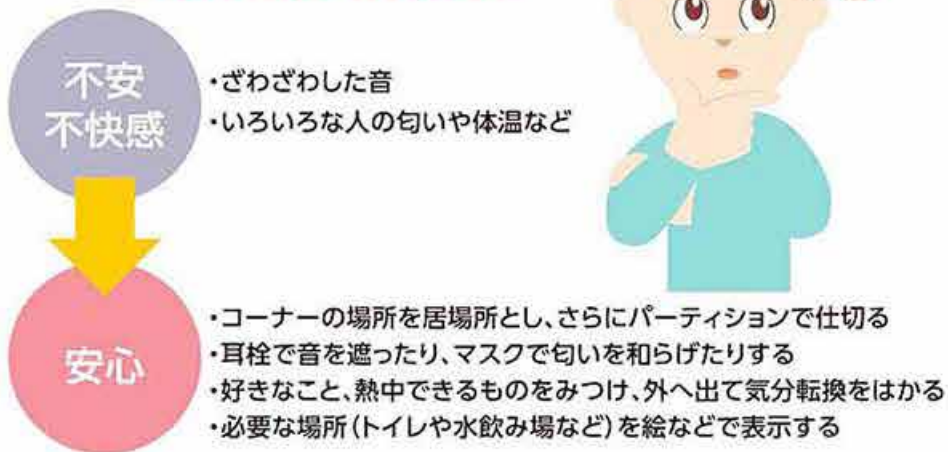 不安
不快感
・ざわざわした音
・いろいろな人の匂いや体温など
安心
・コーナーの場所を居場所とし、さらにパーティションで仕切る
・耳栓で音を遮ったり、マスクで匂いを和らげたりする
・好きなこと、熱中できるものをみつけ、外へ出て気分転換をはかる
・必要な場所(トイレや水飲み場など)を絵などで表示する